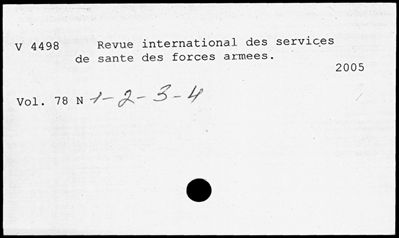 V 4498 Revue international des services
de sante des forces armees.
2005
Vol. 78 N 1-2-3-4